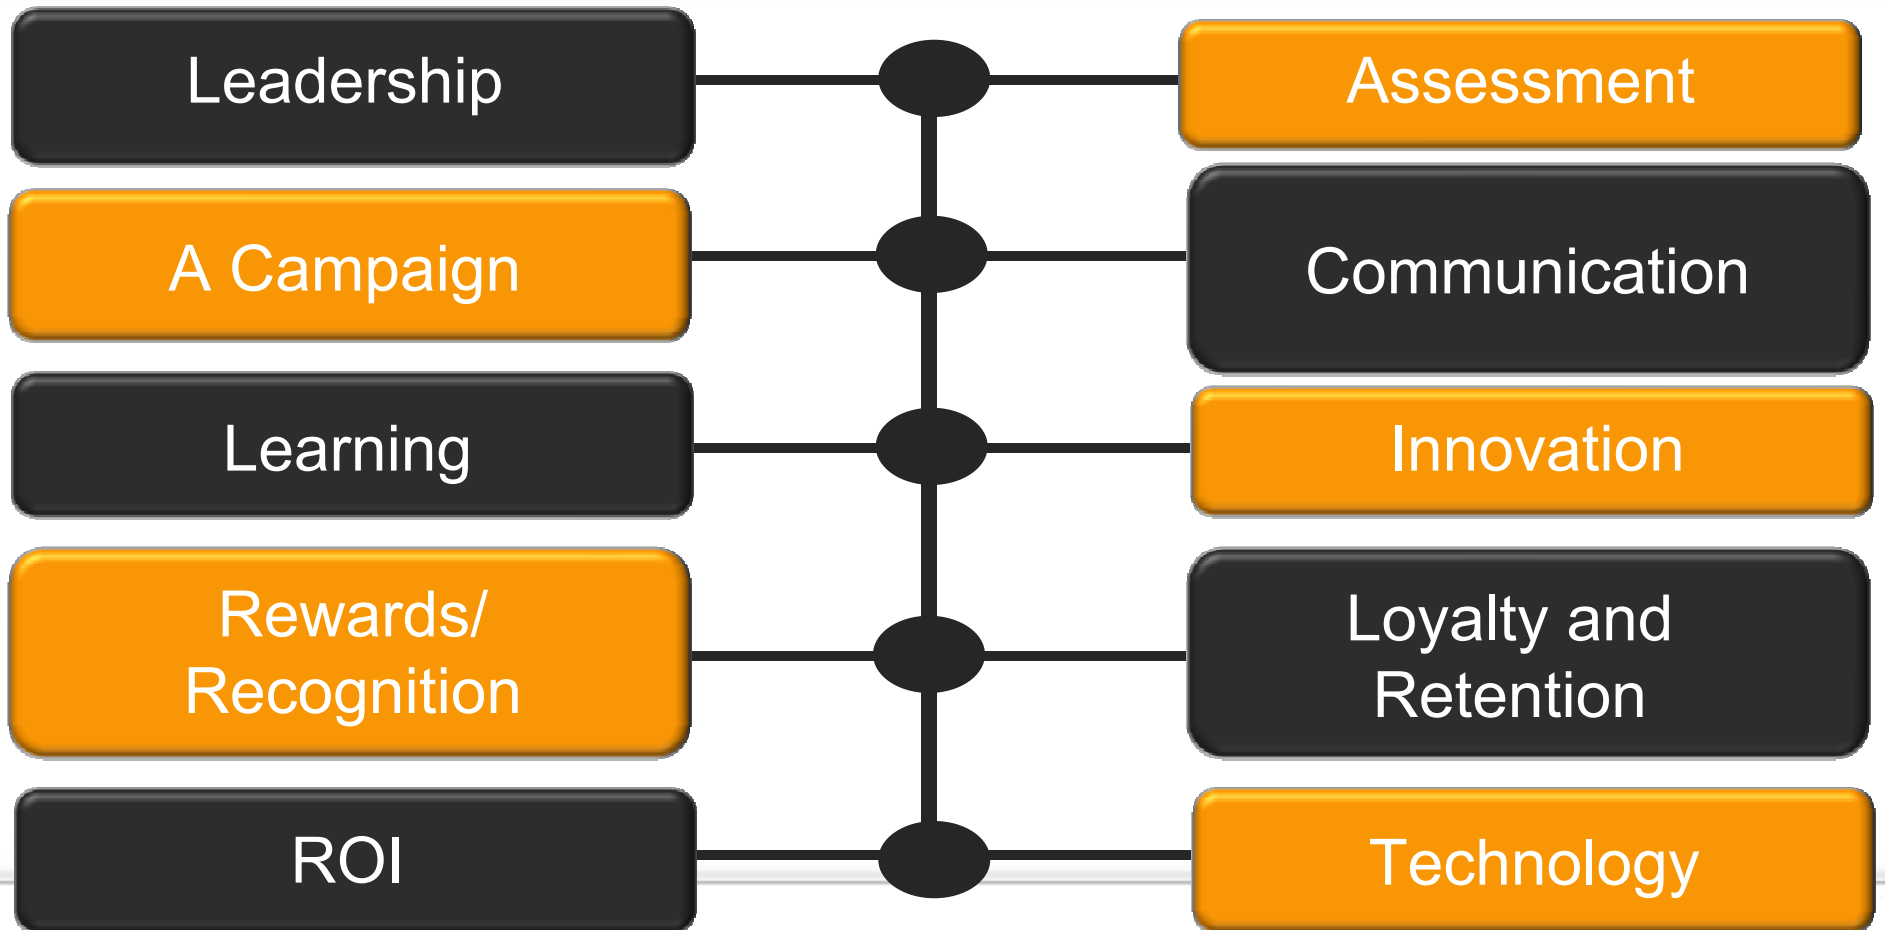 Leadership
Assessment
A Campaign
Communication
Learning
Innovation
Rewards/
Recognition
Loyalty and
Retention
ROI
Technology